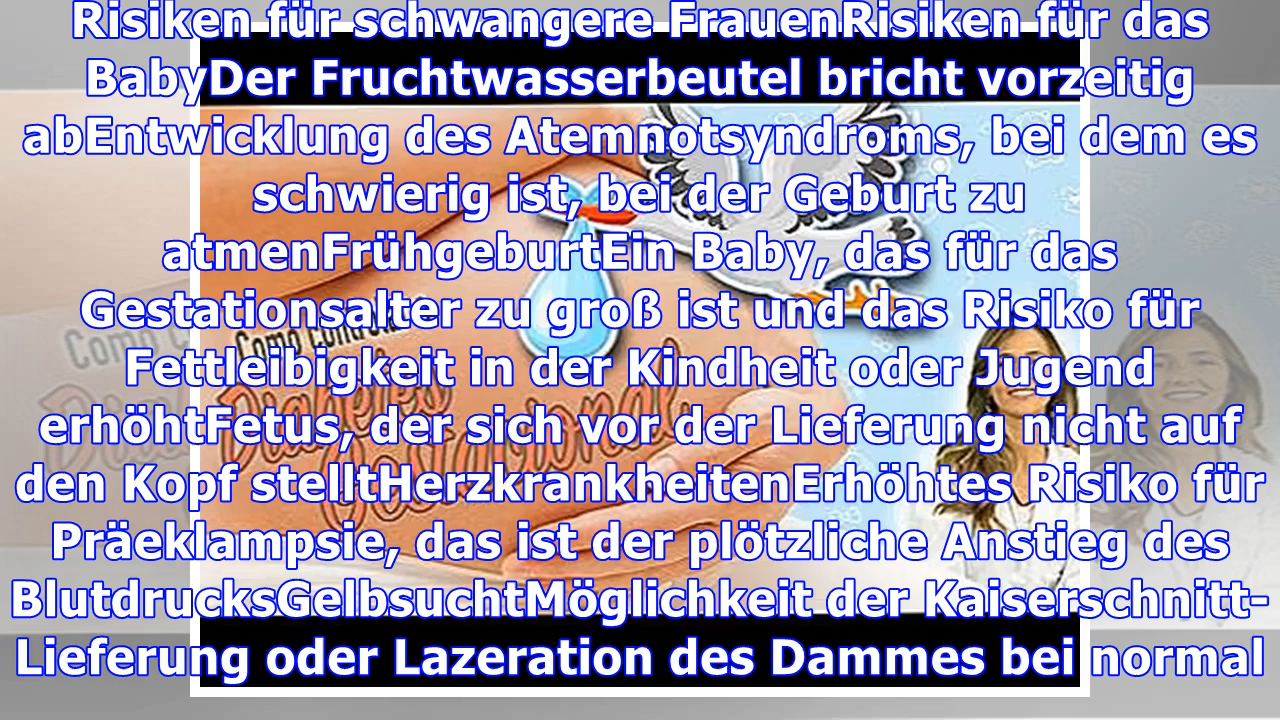 Risiken für schwangere FrauenRisiken für das
BabyDer Fruchtwasserbeutel bricht vorzeitig
abEntwicklung des Atemnotsyndroms, bei dem es
schwierig ist, bei der Geburt zu
atmenFrühgeburtEin Baby, das für das
Gestationsalter zu groß ist und das Risiko für
Fettleibigkeit in der Kindheit oder Jugend
erhöhtFetus, der sich vor der Lieferung nicht auf
den Kopf stelltHerzkrankheitenErhöhtes Risiko für
Präeklampsie, das ist der plötzliche Anstieg des
BlutdrucksGelbsuchtMöglichkeit der Kaiserschnitt-
Lieferung oder Lazeration des Dammes bei normal
Como
Diabetes
Gestacional